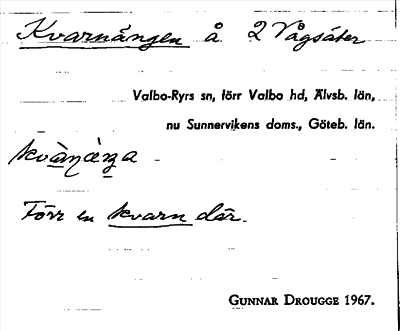 Kvarnängen å 2 Vågsäter
Valbo-Ryrs sn, förr Valbo hd, Älvsb. län,
nu Sunnervikens doms., Göteb. län.
Förr en kvarn där.
GUNNAR DROUGGE 1967.